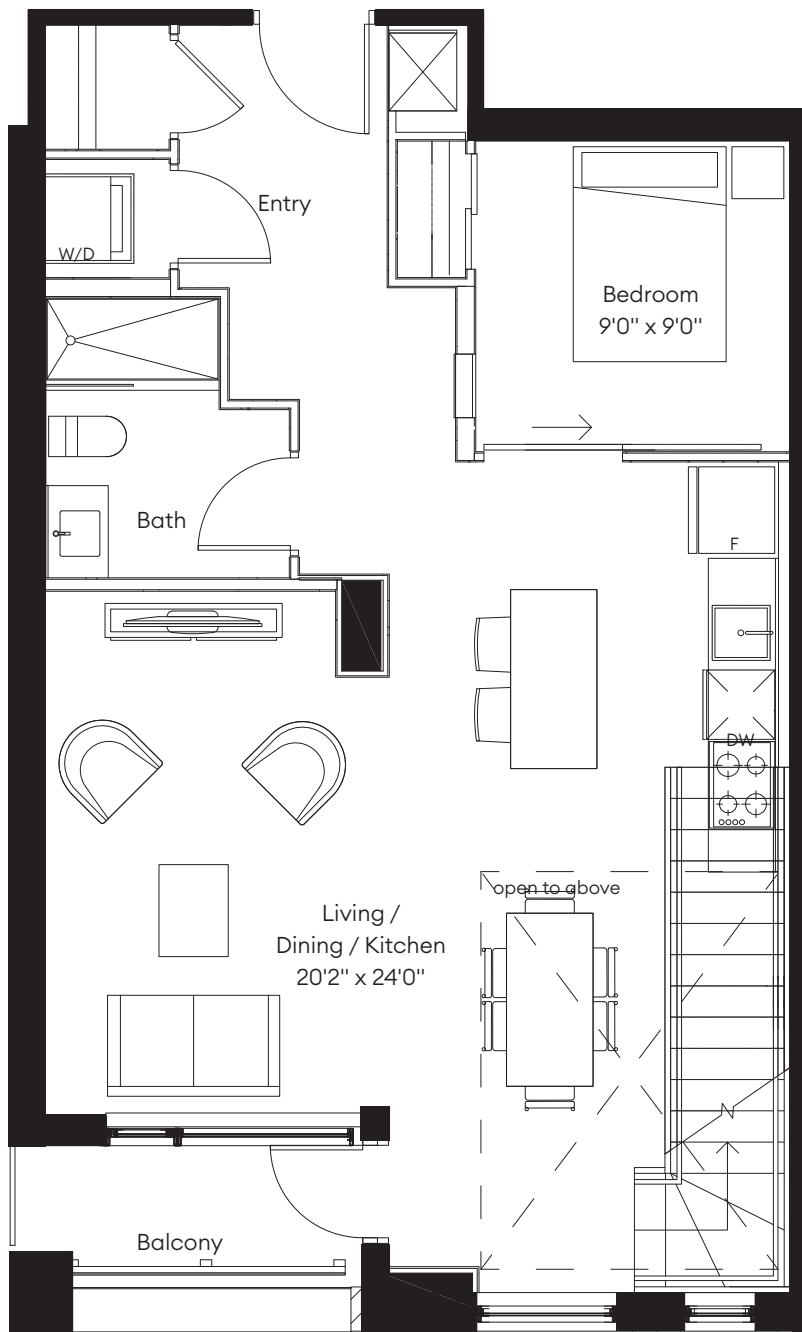 Entry
W/D
Bedroom
9'0" x 9'0"
Bath
F
DW
open to above
Living /
Dining / Kitchen
20'2" x 24'0"
Balcony